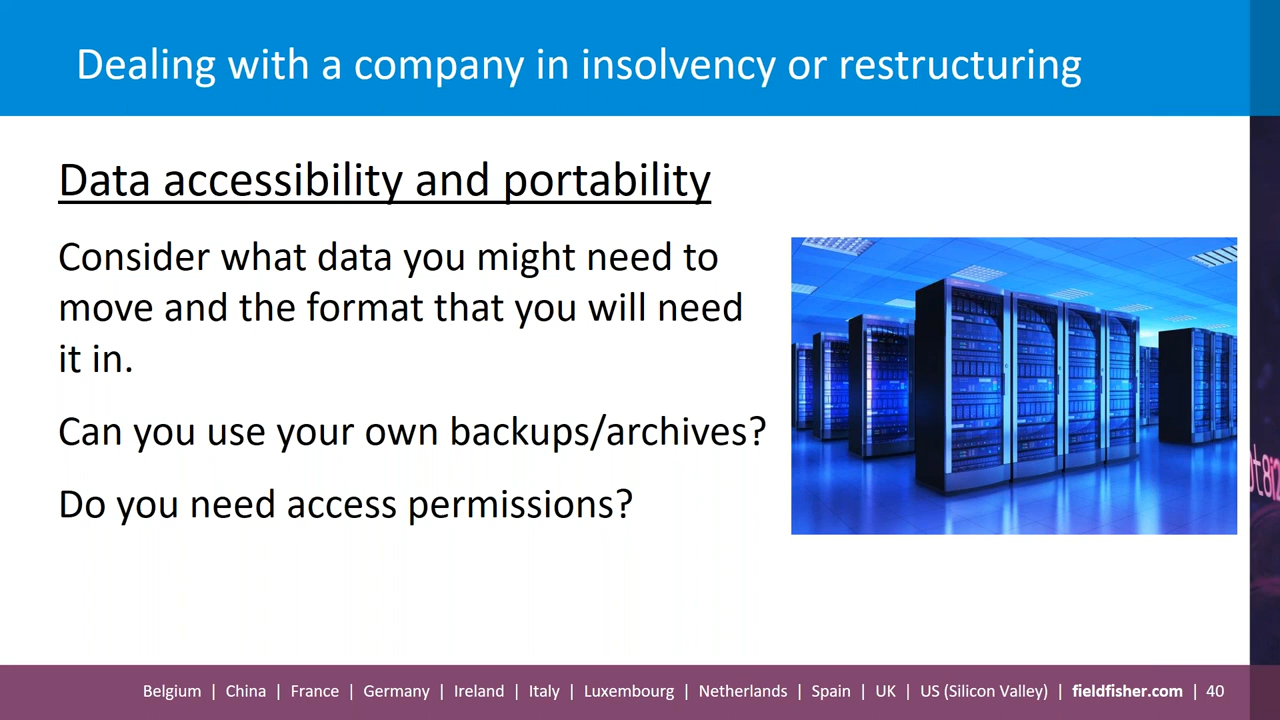 Dealing with a company in insolvency or restructuring
Data accessibility and portability
Consider what data you might need to
move and the format that you will need
it in.
Can you use your own backups/archives?
Do you need access permissions?
Belgium | China | France | Germany | Ireland | Italy | Luxembourg | Netherlands | Spain | UK | US (Silicon Valley) | fieldfisher.com | 40